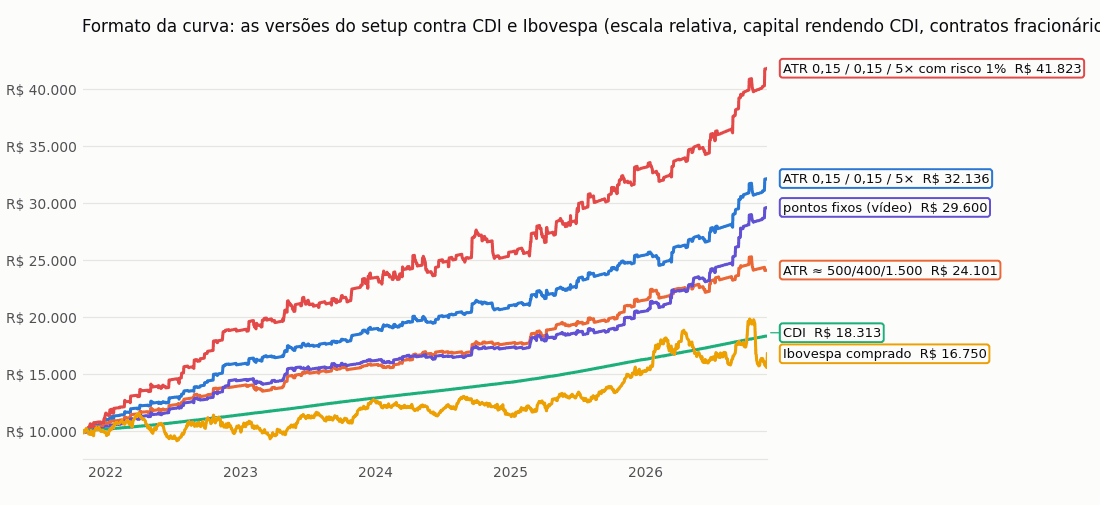 Formato da curva: as versões do setup contra CDI e Ibovespa (escala relativa, capital rendendo CDI, contratos fracionário
ATR 0,15 / 0,15 / 5× com risco 1% R$ 41.823
R$ 40.000
R$ 35.000
ATR 0,15 / 0,15 / 5× R$ 32.136
R$ 30.000
pontos fixos (vídeo) R$ 29.600
R$ 25.000
ATR ≈ 500/400/1.500 R$ 24.101
R$ 20.000
CDI R$ 18.313
Ibovespa comprado R$ 16.750
R$ 15.000
R$ 10.000
2022 2023 2024 2025 2026